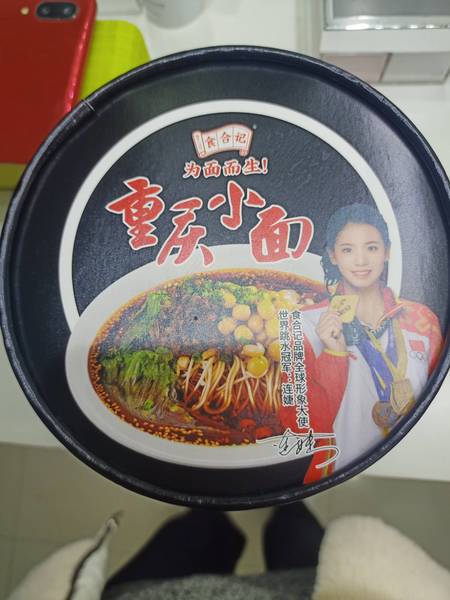 食合记
为面而生!
重庆小面
食合记品牌全球形象大使
世界跳水冠军:连婕